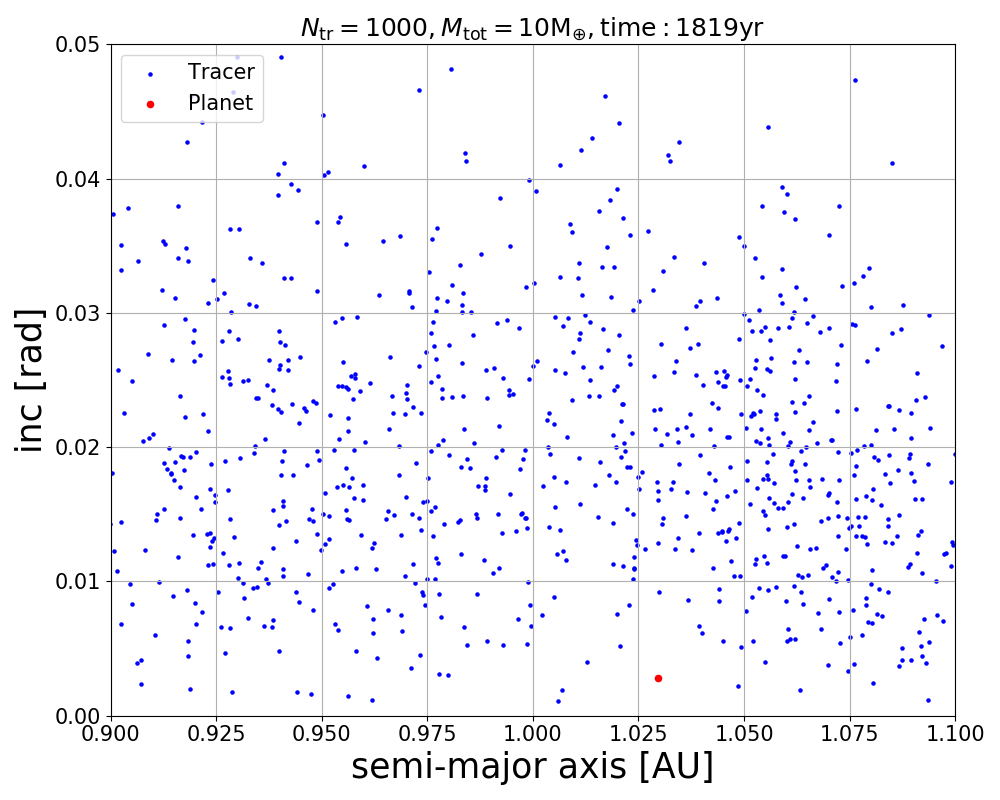 N_tr = 1000, M_tot = 10M_⊕, time : 1819yr
Tracer
Planet
0.05
0.04
0.03
0.02
0.01
0.00
inc [rad]
0.900 0.925 0.950 0.975 1.000 1.025 1.050 1.075 1.100
semi-major axis [AU]